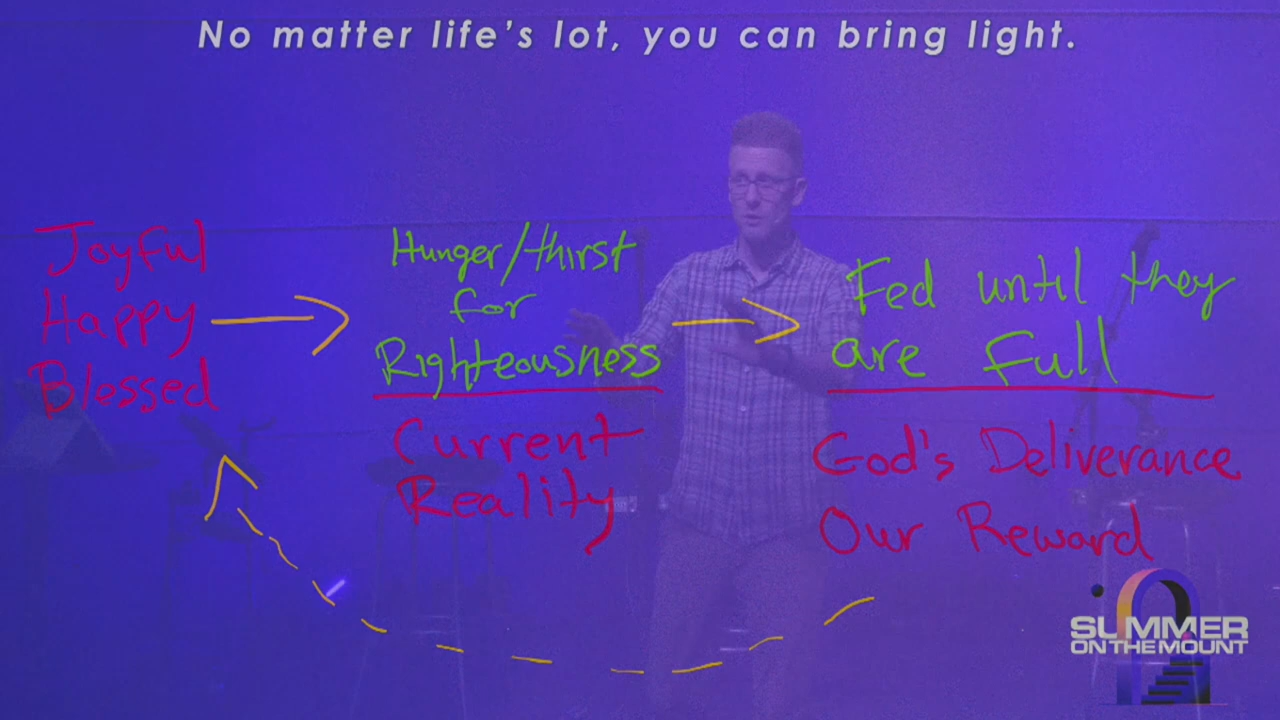 No matter life's lot, you can bring light.
Joyful
Happy
Blessed
Hunger/thirst
for
Righteousness
Current
Reality
Fed until they
are full
God's Deliverance
Our Reward
SUMMER
ON THE MOUNT